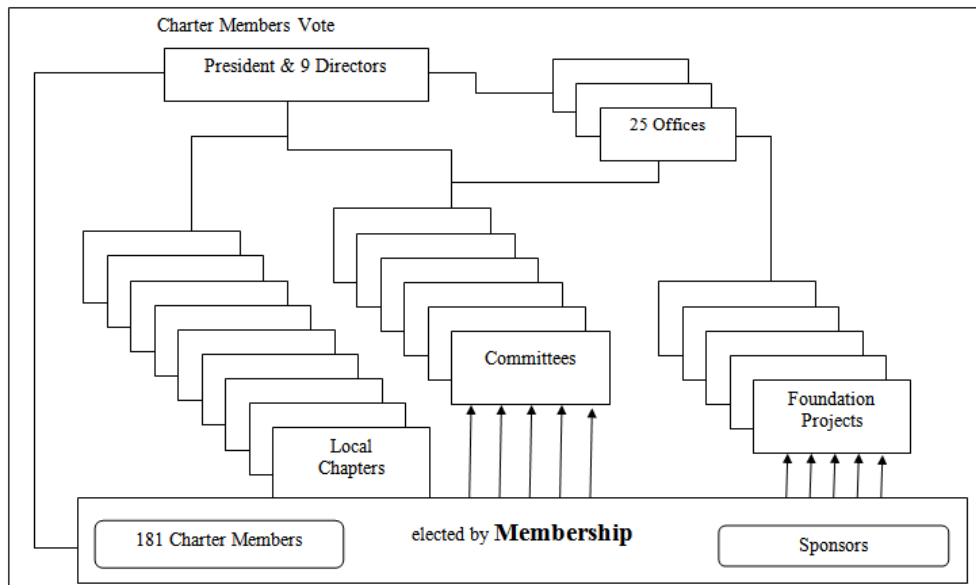 Charter Members Vote
President & 9 Directors
25 Offices
Committees
Foundation
Projects
Local
Chapters
181 Charter Members
elected by Membership
Sponsors